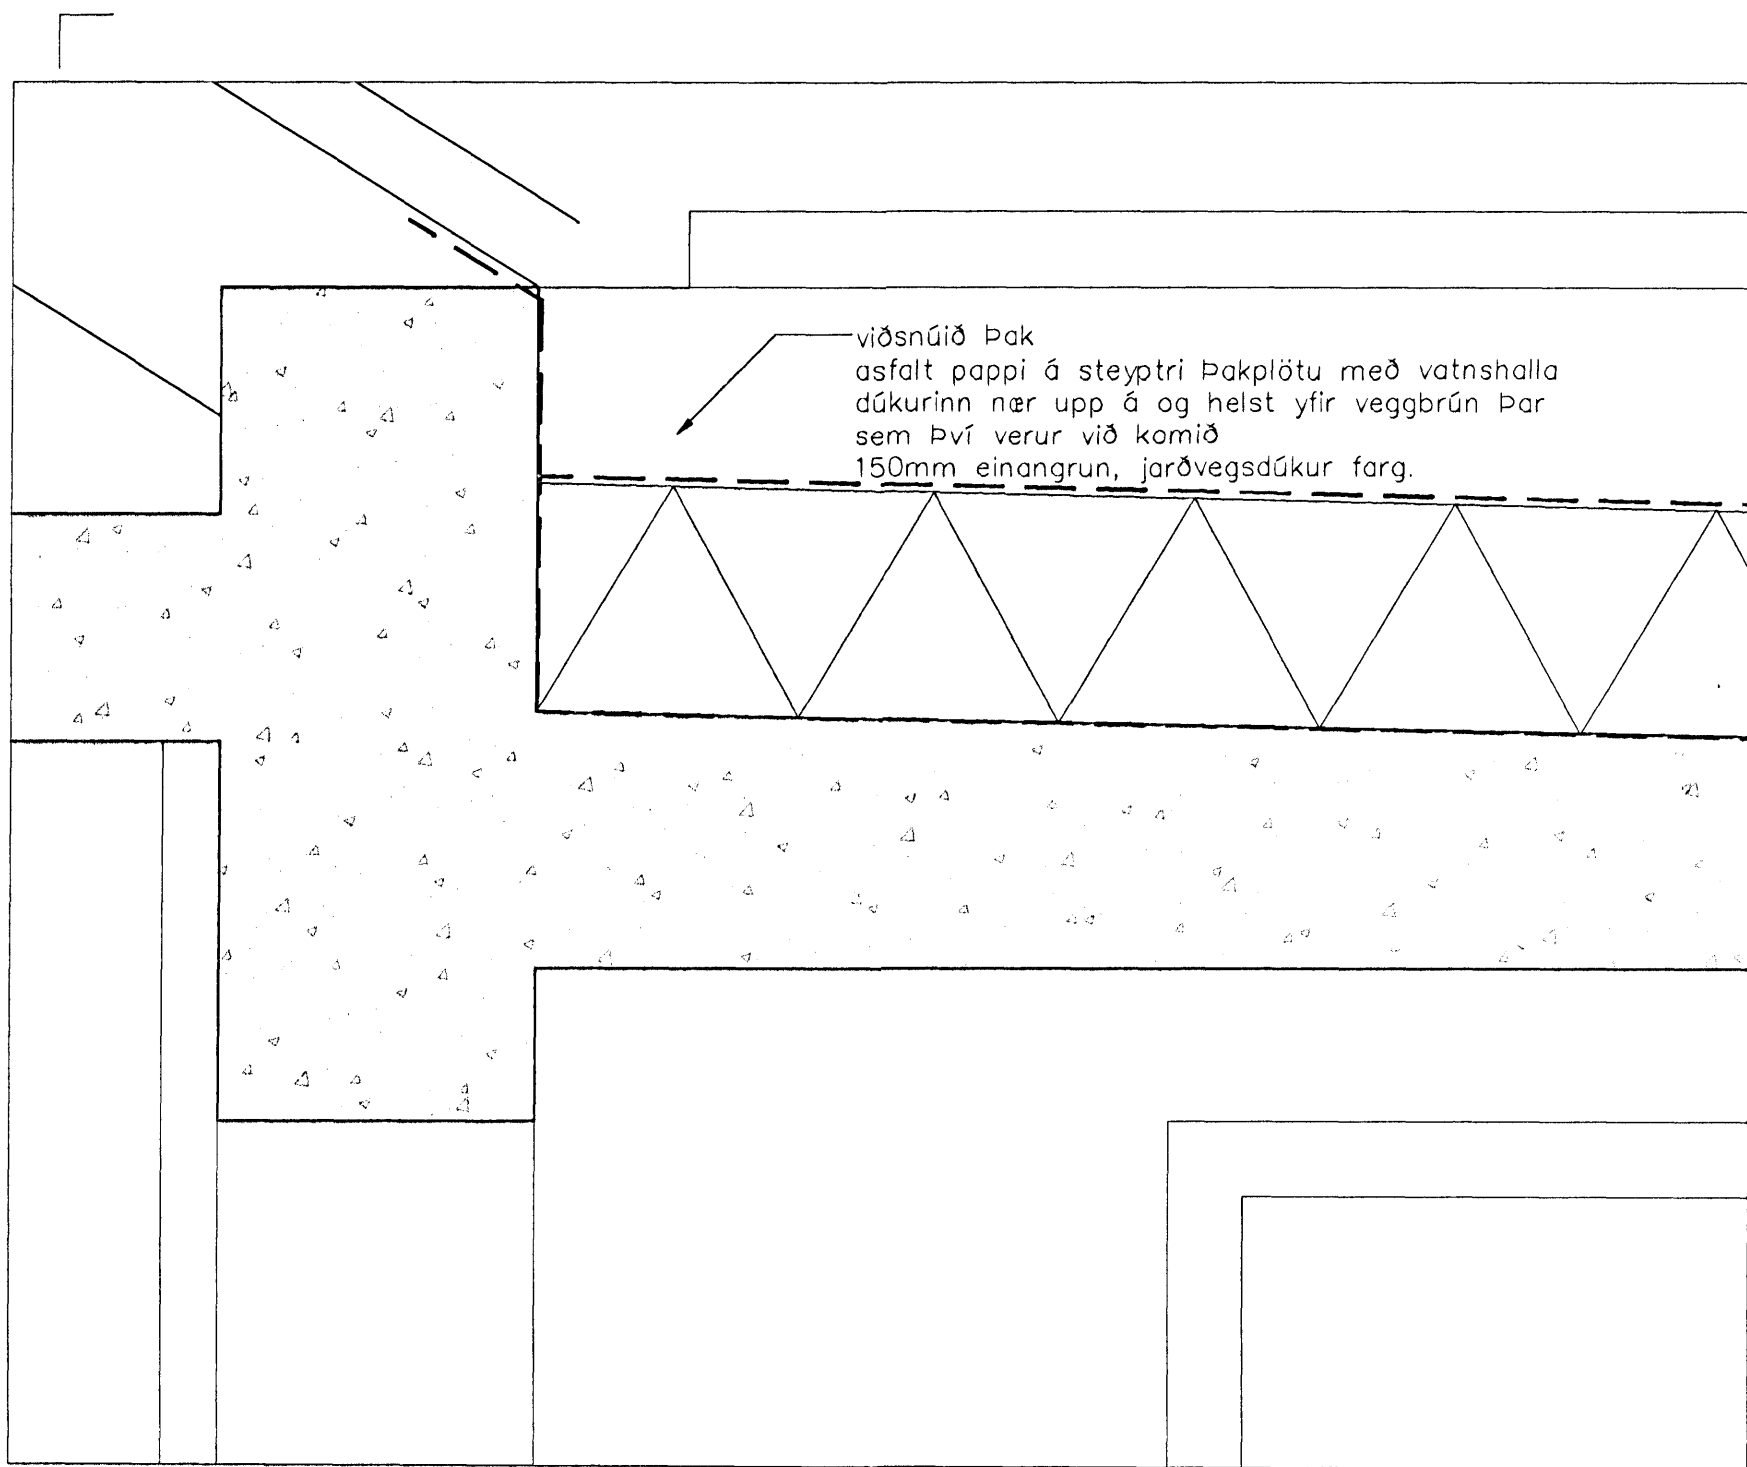 viðsnúið Þak
asfalt pappi á steyptri Þakplötu með vatnshalla
dúkurinn nær upp á og helst yfir veggbrún Þar
sem Því verur við komið
150mm einangrun, jarðvegsdúkur farg.